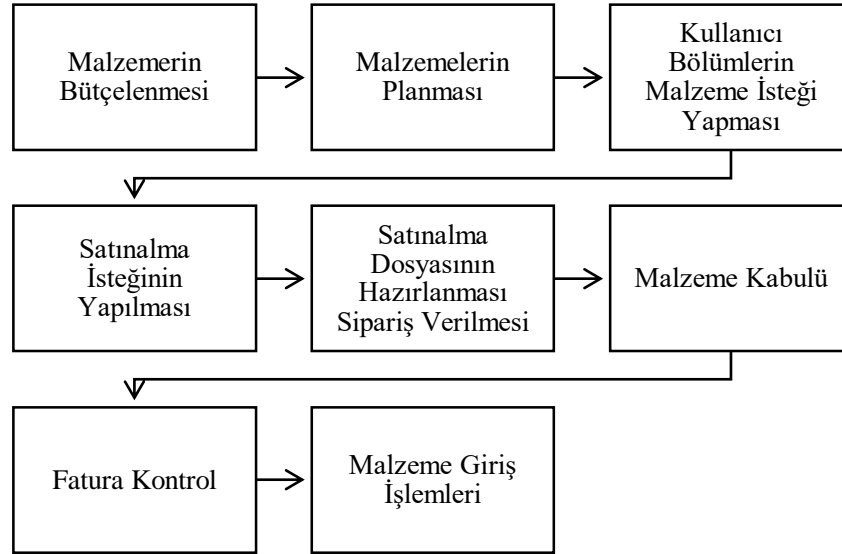 Malzemerin
Bütçelenmesi
Malzemelerin
Planması
Kullanıcı
Bölümlerin
Malzeme İsteği
Yapması
Satınalma
İsteğinin
Yapılması
Satınalma
Dosyasının
Hazırlanması
Sipariş Verilmesi
Malzeme Kabulü
Fatura Kontrol
Malzeme Giriş
İşlemleri